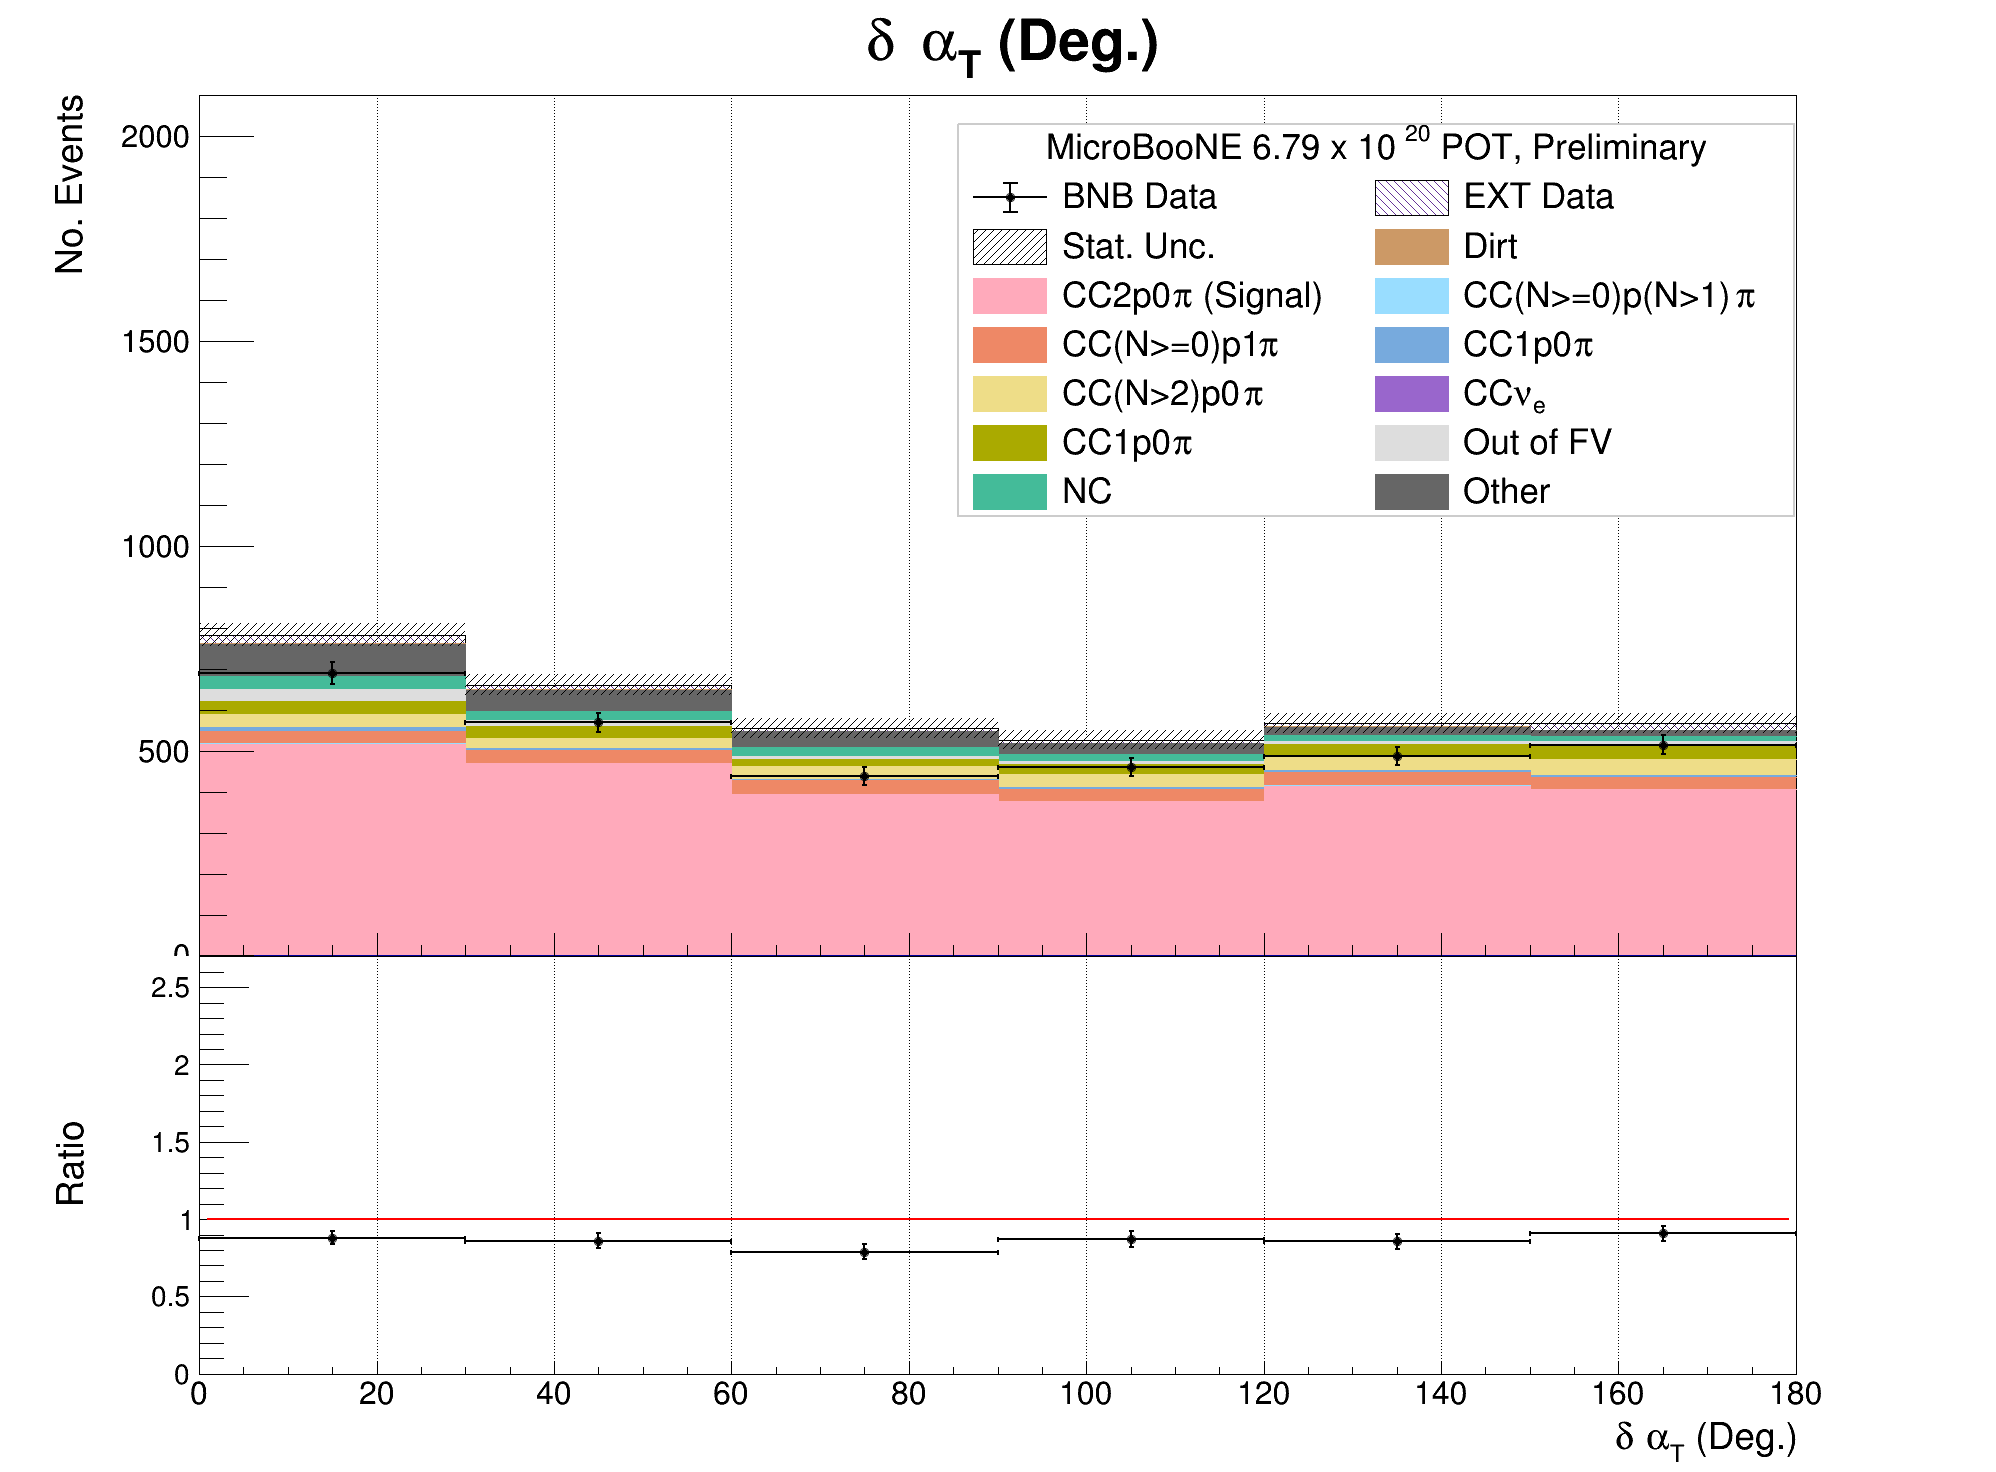 δ α_T (Deg.)
No. Events
2000
1500
1000
500
0
MicroBooNE 6.79 x 10^20 POT, Preliminary
BNB Data
EXT Data
Stat. Unc.
Dirt
CC2p0π (Signal)
CC(N>=0)p(N>1)π
CC(N>=0)p1π
CC1p0π
CC(N>2)p0π
CCν_e
CC1p0π
Out of FV
NC
Other
Ratio
2.5
2
1.5
1
0.5
0
0 20 40 60 80 100 120 140 160 180
δ α_T (Deg.)